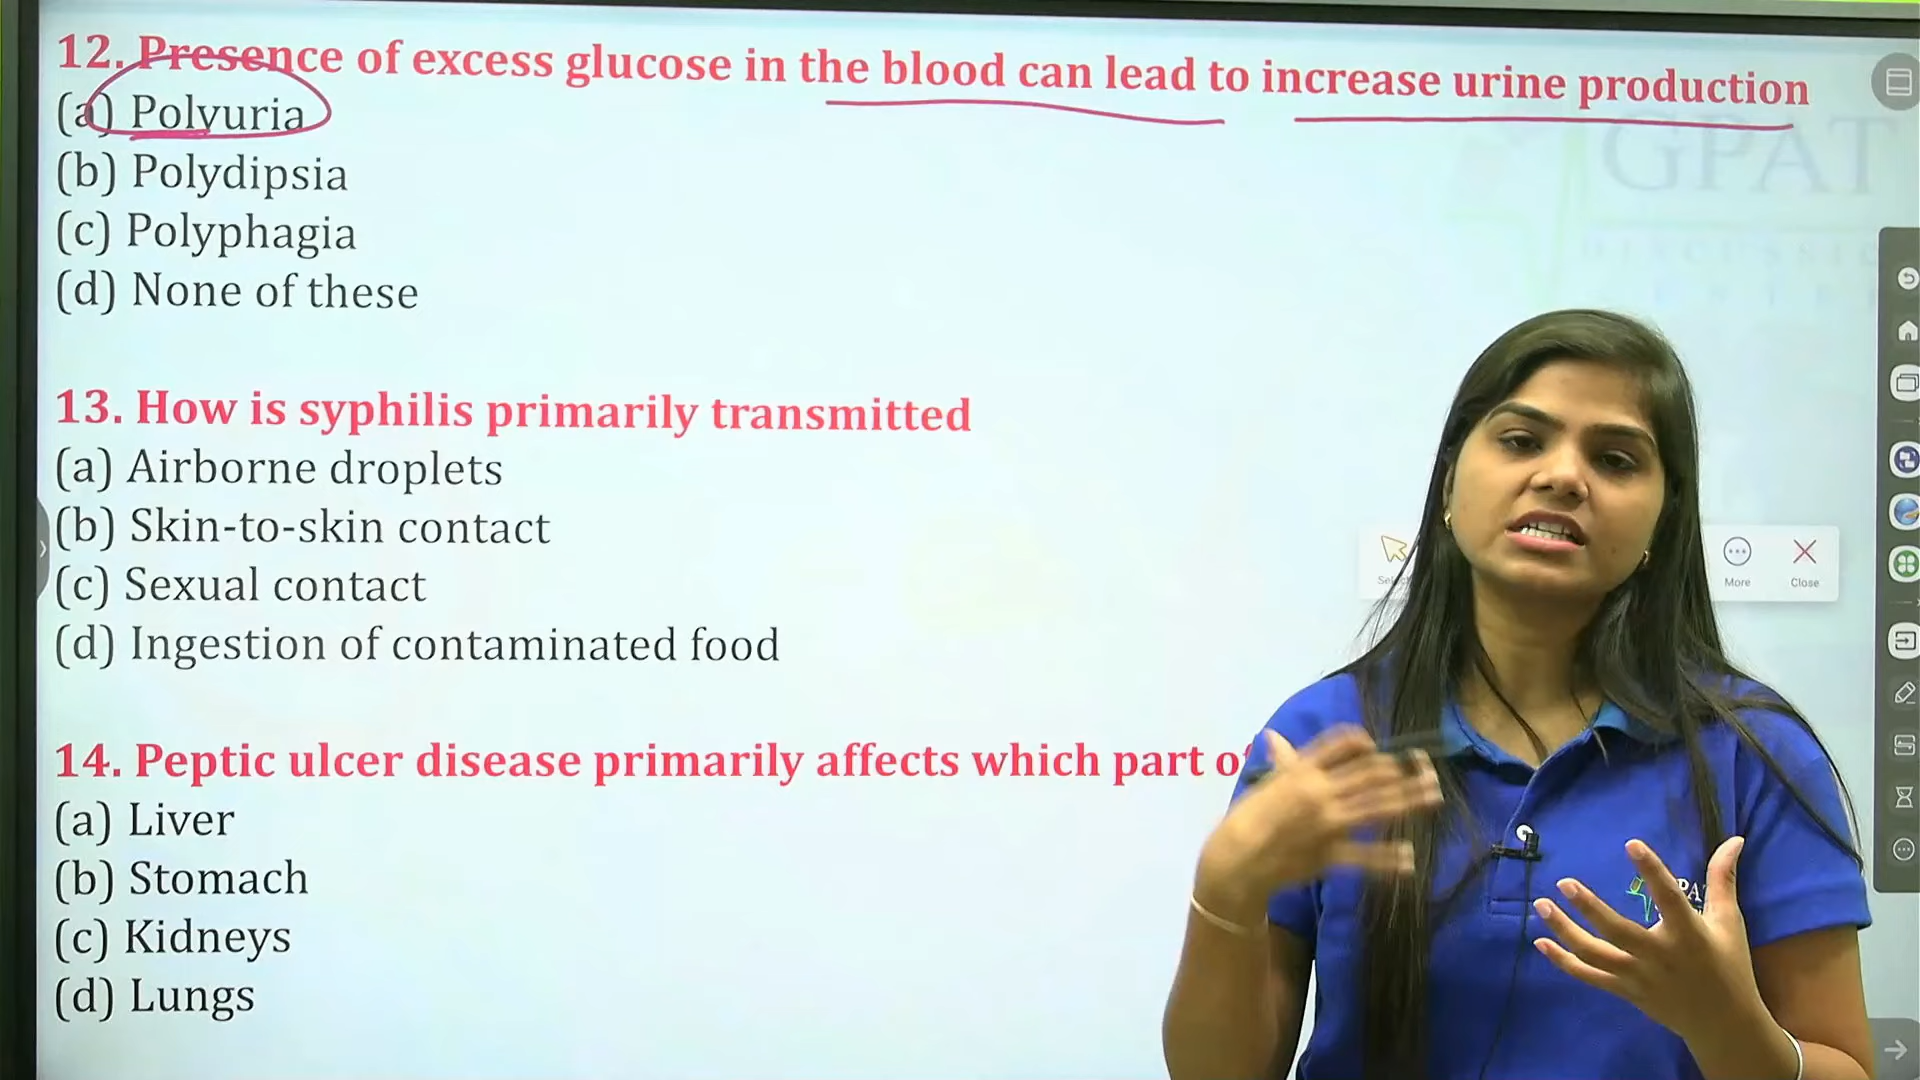 12. Presence of excess glucose in the blood can lead to increase urine production
(a) Polyuria
(b) Polydipsia
(c) Polyphagia
(d) None of these
13. How is syphilis primarily transmitted
(a) Airborne droplets
(b) Skin-to-skin contact
(c) Sexual contact
(d) Ingestion of contaminated food
14. Peptic ulcer disease primarily affects which part of
(a) Liver
(b) Stomach
(c) Kidneys
(d) Lungs
GPAT
More
Close